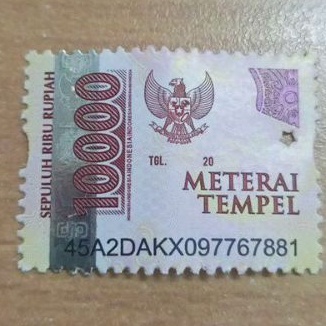 SEPULUH RIBU RUPIAH
10000
TGL. 20
METERAI
TEMPEL
45A2DAKX097767881